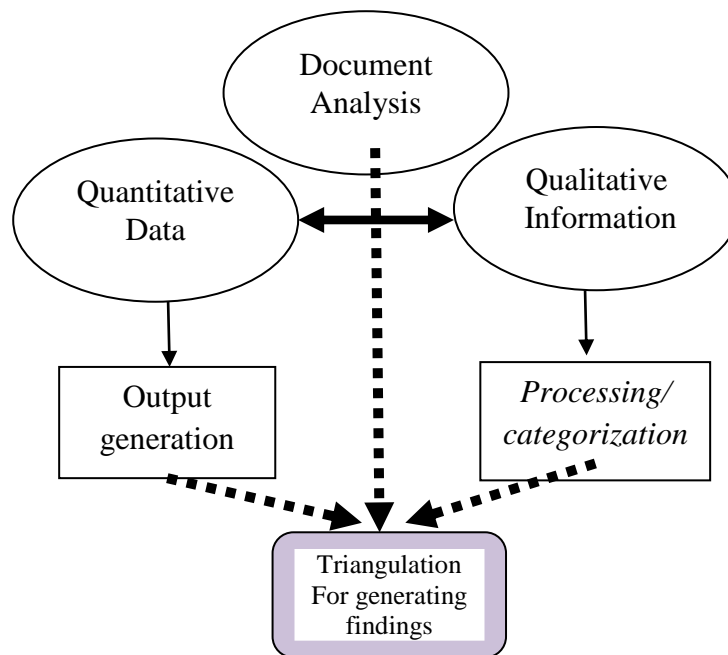 Document
Analysis
Quantitative
Data
Qualitative
Information
Output
generation
Processing/
categorization
Triangulation
For generating
findings